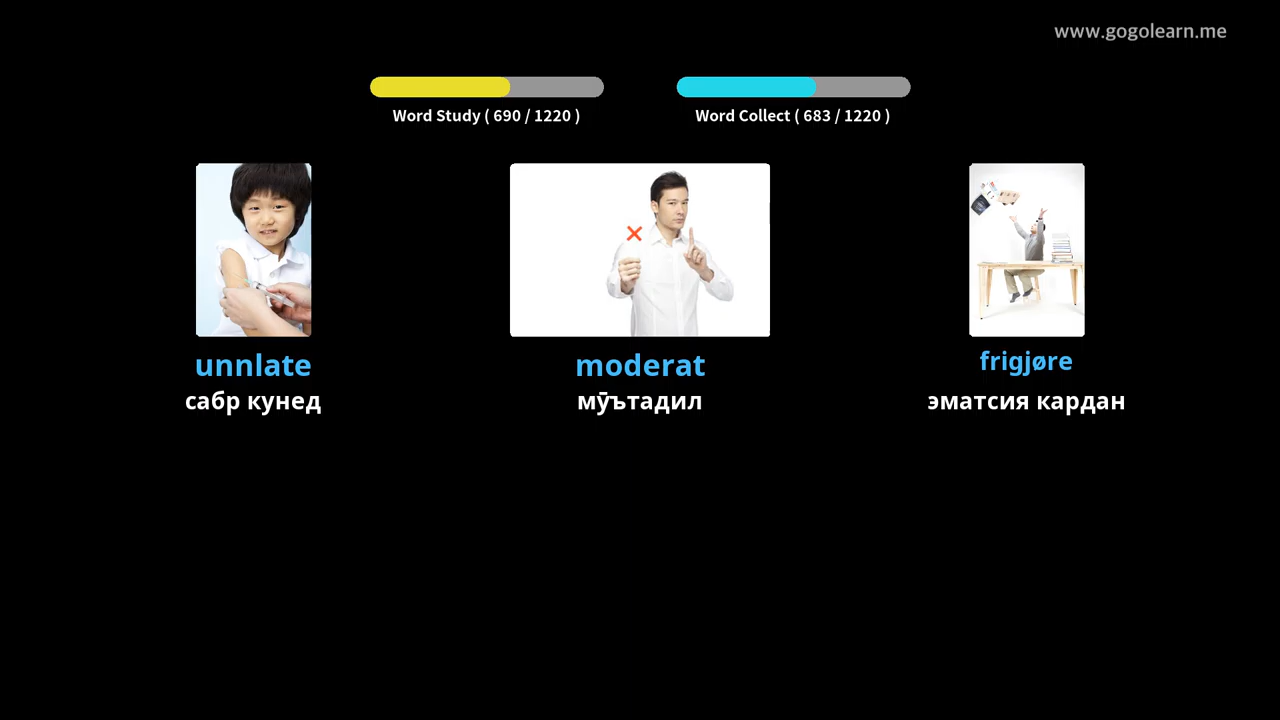 www.gogolearn.me
Word Study ( 690 / 1220 )
Word Collect ( 683 / 1220 )
unnlate
moderat
frigjøre
сабр кунед
мӯътадил
эматсия кардан